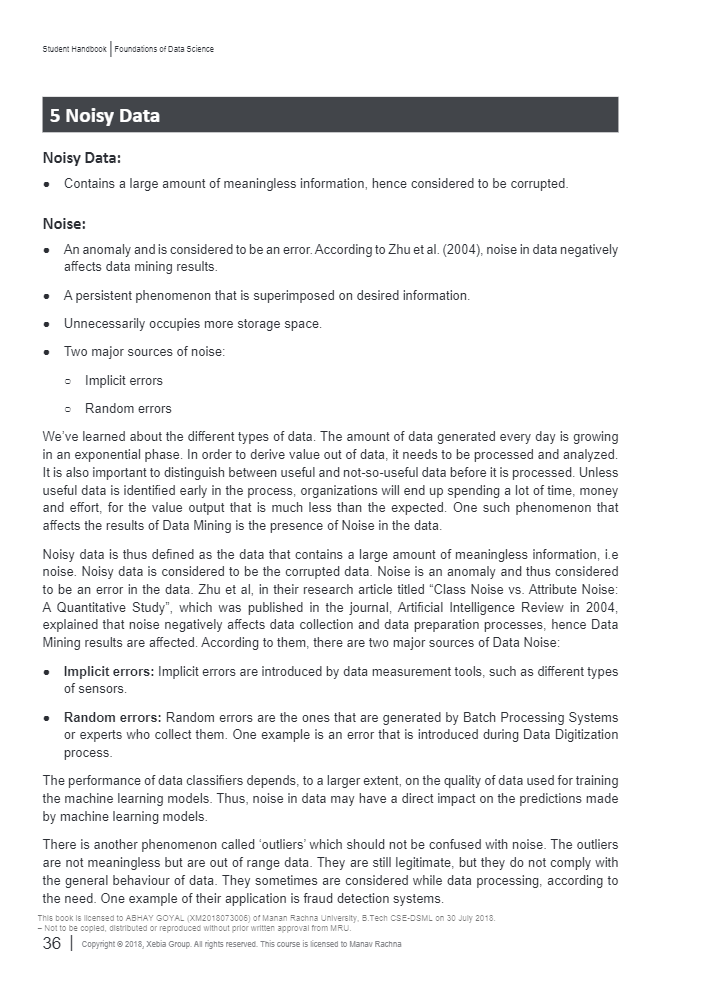 Student Handbook | Foundations of Data Science
5 Noisy Data
Noisy Data:
● Contains a large amount of meaningless information, hence considered to be corrupted.
Noise:
● An anomaly and is considered to be an error. According to Zhu et al. (2004), noise in data negatively
affects data mining results.
● A persistent phenomenon that is superimposed on desired information.
● Unnecessarily occupies more storage space.
● Two major sources of noise:
○ Implicit errors
○ Random errors
We've learned about the different types of data. The amount of data generated every day is growing
in an exponential phase. In order to derive value out of data, it needs to be processed and analyzed.
It is also important to distinguish between useful and not-so-useful data before it is processed. Unless
useful data is identified early in the process, organizations will end up spending a lot of time, money
and effort, for the value output that is much less than the expected. One such phenomenon that
affects the results of Data Mining is the presence of Noise in the data.
Noisy data is thus defined as the data that contains a large amount of meaningless information, i.e
noise. Noisy data is considered to be the corrupted data. Noise is an anomaly and thus considered
to be an error in the data. Zhu et al, in their research article titled “Class Noise vs. Attribute Noise:
A Quantitative Study”, which was published in the journal, Artificial Intelligence Review in 2004,
explained that noise negatively affects data collection and data preparation processes, hence Data
Mining results are affected. According to them, there are two major sources of Data Noise:
● Implicit errors: Implicit errors are introduced by data measurement tools, such as different types
of sensors.
● Random errors: Random errors are the ones that are generated by Batch Processing Systems
or experts who collect them. One example is an error that is introduced during Data Digitization
process.
The performance of data classifiers depends, to a larger extent, on the quality of data used for training
the machine learning models. Thus, noise in data may have a direct impact on the predictions made
by machine learning models.
There is another phenomenon called ‘outliers’ which should not be confused with noise. The outliers
are not meaningless but are out of range data. They are still legitimate, but they do not comply with
the general behaviour of data. They sometimes are considered while data processing, according to
the need. One example of their application is fraud detection systems.
This book is licensed to ABHAY GOYAL (XM2018073006) of Manan Rachna University, B.Tech CSE-DSML on 30 July 2018.
– Not to be copied, distributed or reproduced without prior written approval from MRU.
36 | Copyright © 2018, Xebia Group. All rights reserved. This course is licensed to Manav Rachna